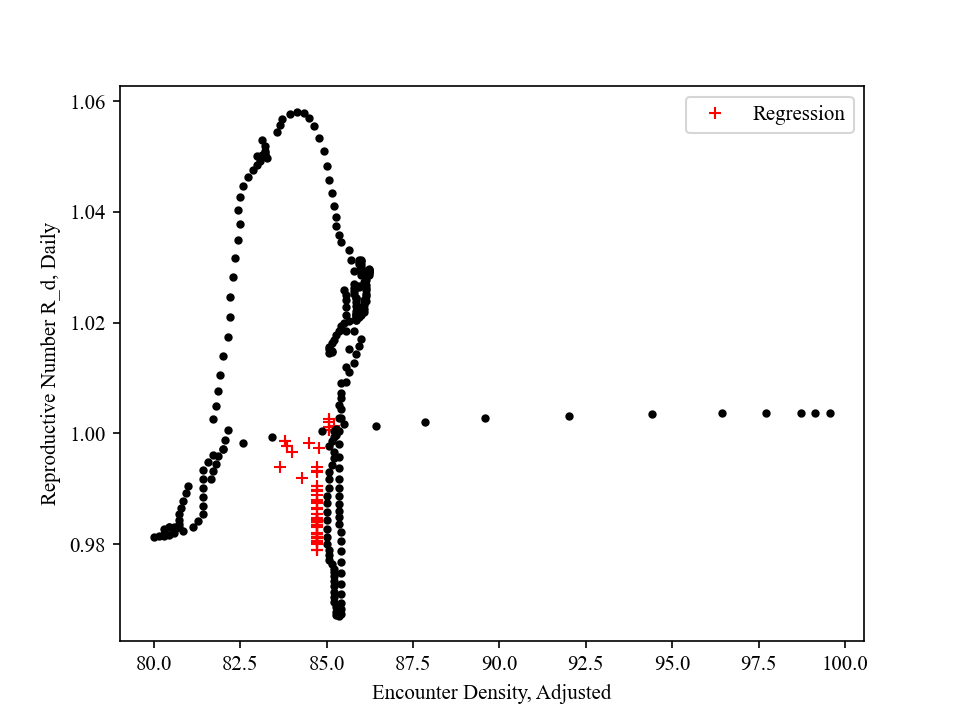 1.06
Regression
1.04
1.02
1.00
0.98
Reproductive Number R_d, Daily
80.0 82.5 85.0 87.5 90.0 92.5 95.0 97.5 100.0
Encounter Density, Adjusted